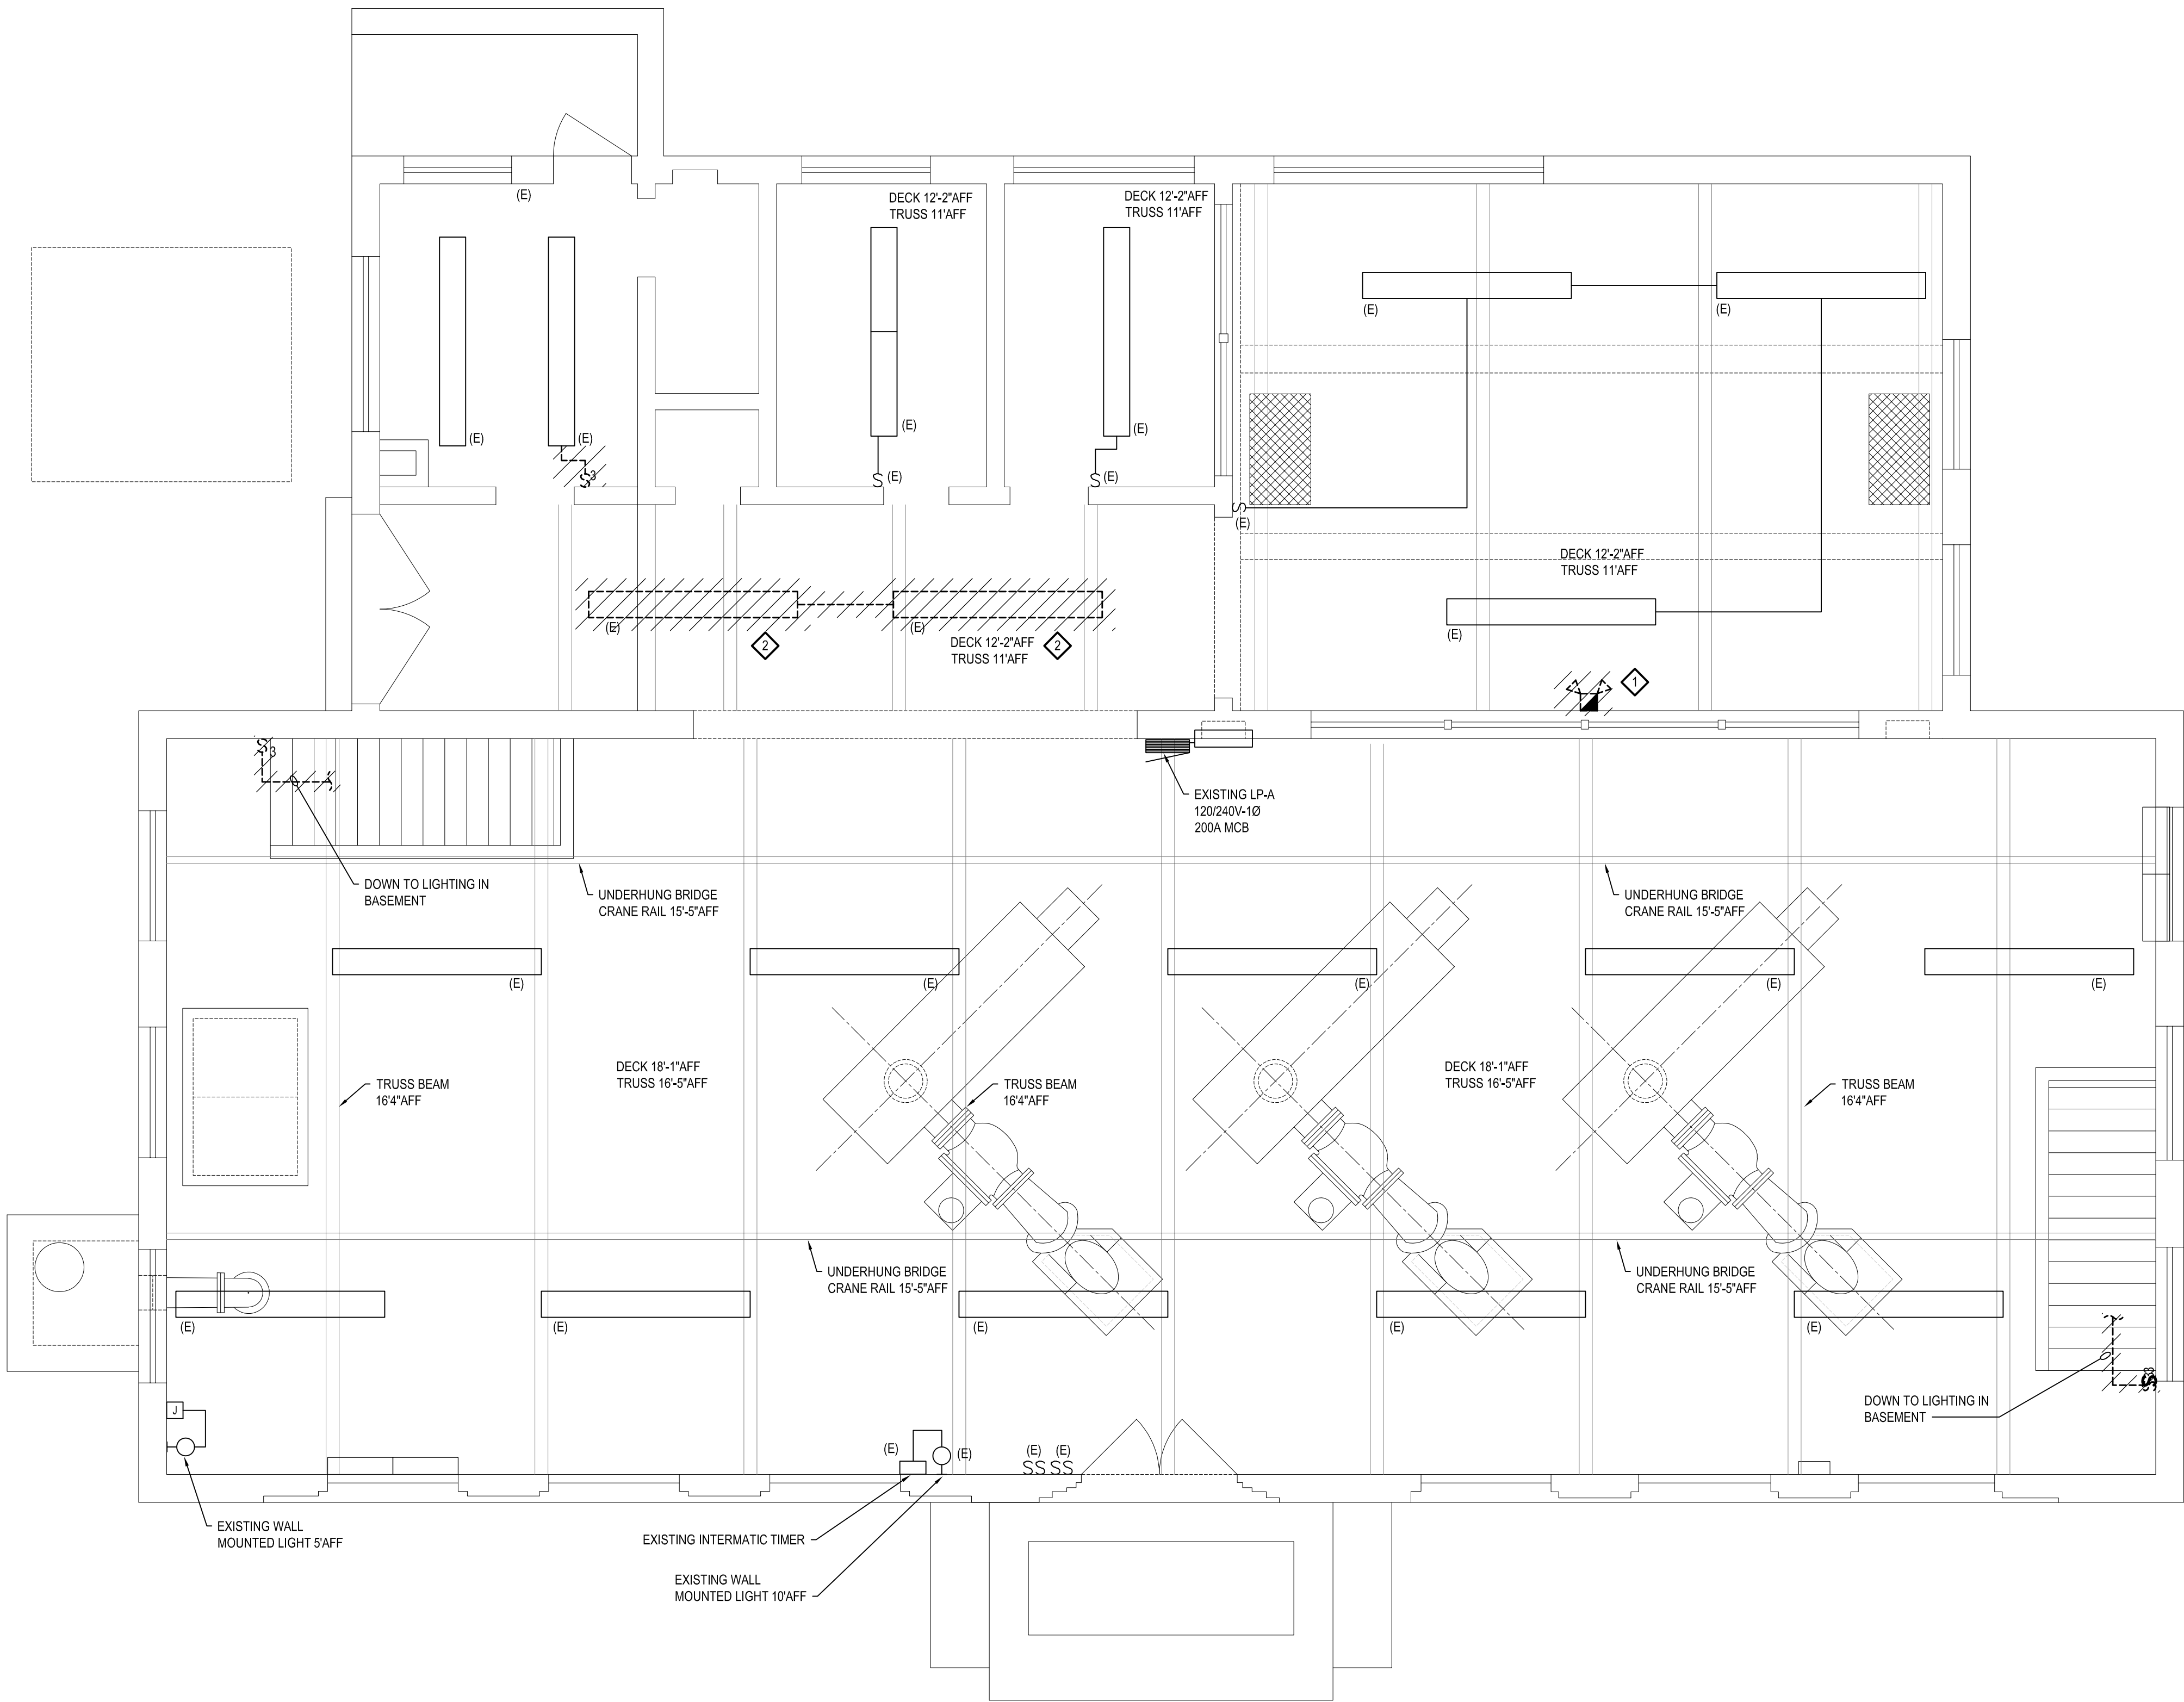 (E)
DECK 12'-2"AFF
TRUSS 11'AFF
DECK 12'-2"AFF
TRUSS 11'AFF
(E)
(E)
(E)
(E)
(E)
(E)
S3
S (E)
S (E)
S
(E)
DECK 12'-2"AFF
TRUSS 11'AFF
(E)
(E)
(E)
2
DECK 12'-2"AFF
TRUSS 11'AFF
2
1
S3
EXISTING LP-A
120/240V-1Ø
200A MCB
DOWN TO LIGHTING IN
BASEMENT
UNDERHUNG BRIDGE
CRANE RAIL 15'-5"AFF
UNDERHUNG BRIDGE
CRANE RAIL 15'-5"AFF
(E)
(E)
(E)
(E)
(E)
DECK 18'-1"AFF
TRUSS 16'-5"AFF
DECK 18'-1"AFF
TRUSS 16'-5"AFF
TRUSS BEAM
16'4"AFF
TRUSS BEAM
16'4"AFF
TRUSS BEAM
16'4"AFF
UNDERHUNG BRIDGE
CRANE RAIL 15'-5"AFF
UNDERHUNG BRIDGE
CRANE RAIL 15'-5"AFF
(E)
(E)
(E)
(E)
(E)
DOWN TO LIGHTING IN
BASEMENT
J
(E)
(E)
(E)
(E)
SS SS
EXISTING WALL
MOUNTED LIGHT 5'AFF
EXISTING INTERMATIC TIMER
EXISTING WALL
MOUNTED LIGHT 10'AFF